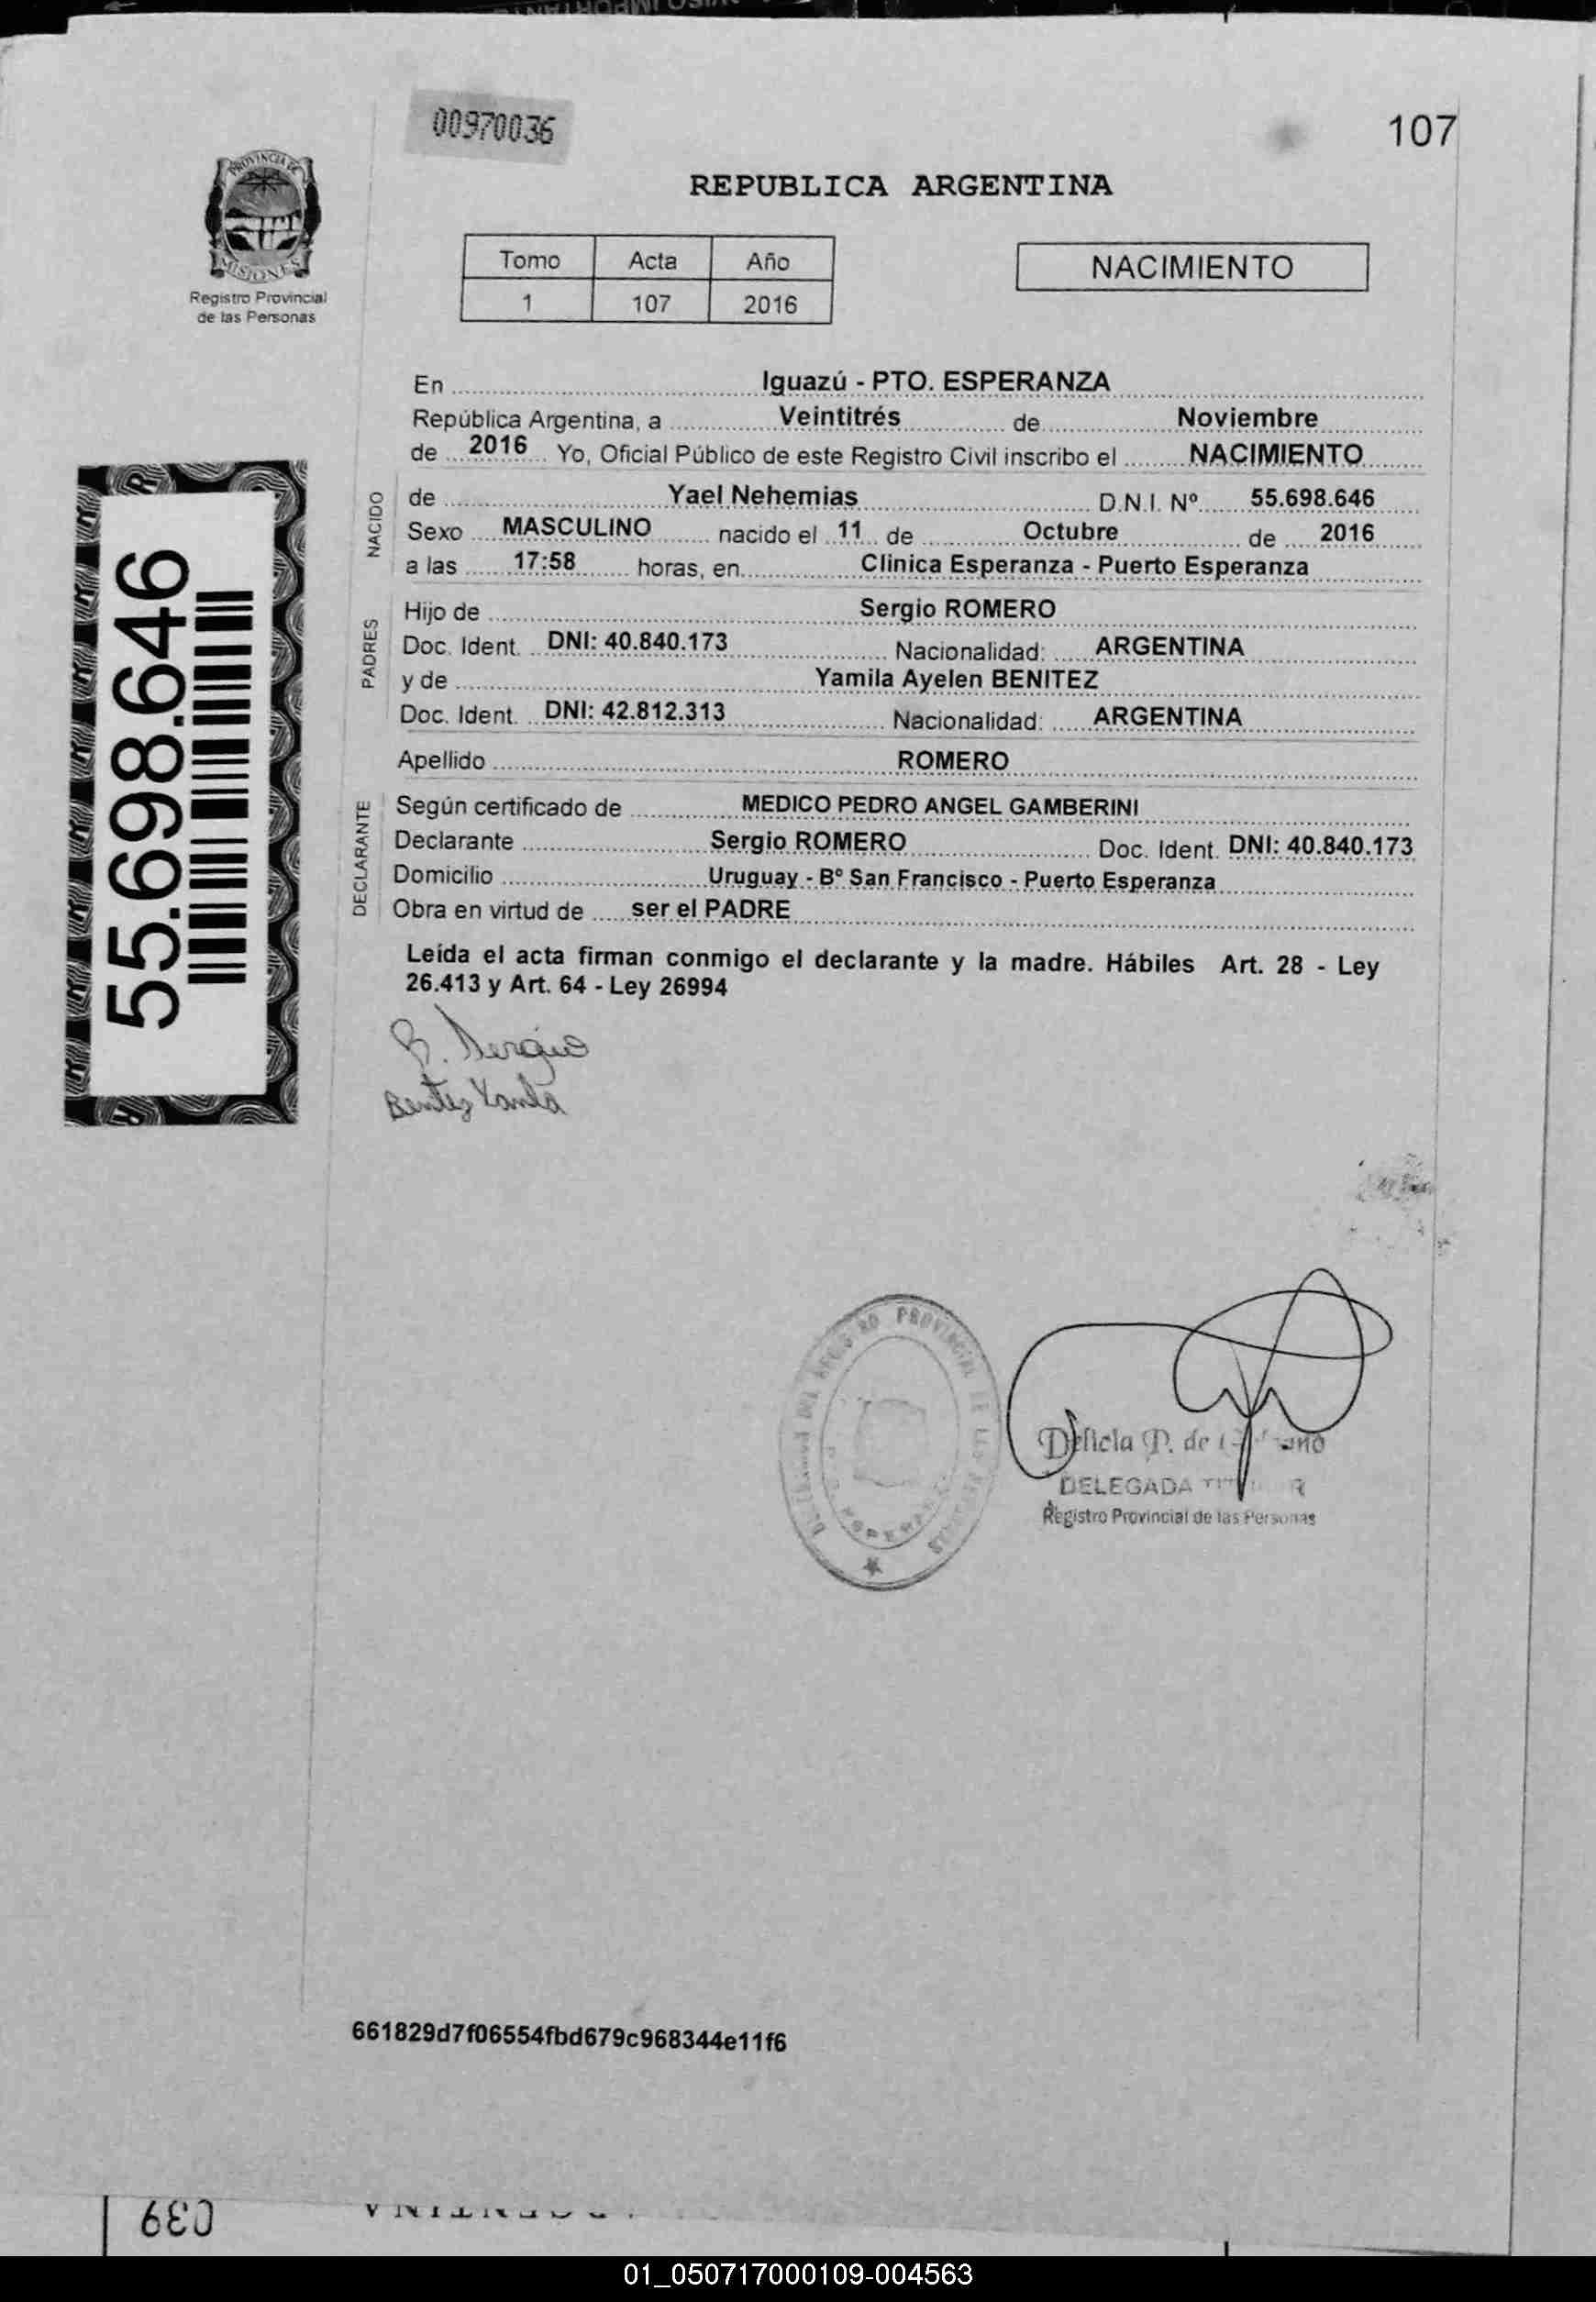 00970036
107
PROVINCIA DE
MISIONES
Registro Provincial
de las Personas
REPUBLICA ARGENTINA
Tomo Acta Año
1 107 2016
NACIMIENTO
En Iguazú - PTO. ESPERANZA
República Argentina, a Veintitrés de Noviembre
de 2016 Yo, Oficial Público de este Registro Civil inscribo el NACIMIENTO
NACIDO
de Yael Nehemias D.N.I. Nº 55.698.646
Sexo MASCULINO nacido el 11 de Octubre de 2016
a las 17:58 horas, en Clinica Esperanza - Puerto Esperanza
PADRES
Hijo de Sergio ROMERO
Doc. Ident. DNI: 40.840.173 Nacionalidad: ARGENTINA
y de Yamila Ayelen BENITEZ
Doc. Ident. DNI: 42.812.313 Nacionalidad: ARGENTINA
Apellido ROMERO
DECLARANTE
Según certificado de MEDICO PEDRO ANGEL GAMBERINI
Declarante Sergio ROMERO Doc. Ident. DNI: 40.840.173
Domicilio Uruguay - Bº San Francisco - Puerto Esperanza
Obra en virtud de ser el PADRE
Leída el acta firman conmigo el declarante y la madre. Hábiles Art. 28 - Ley
26.413 y Art. 64 - Ley 26994
55.698.646
R. Sergio
PROVINCIAL
Delicia P. de
DELEGADA
Registro Provincial de las Personas
661829d7f06554fbd679c968344e11f6
01_050717000109-004563